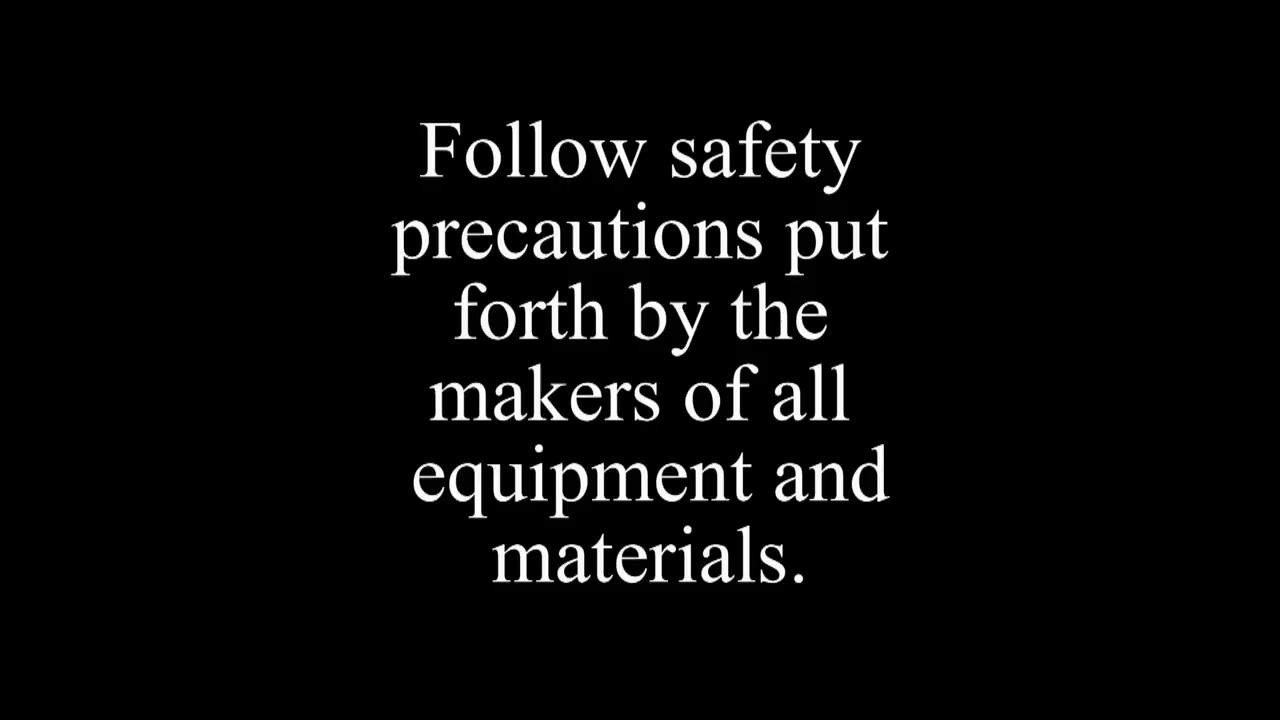 Follow safety
precautions put
forth by the
makers of all
equipment and
materials.